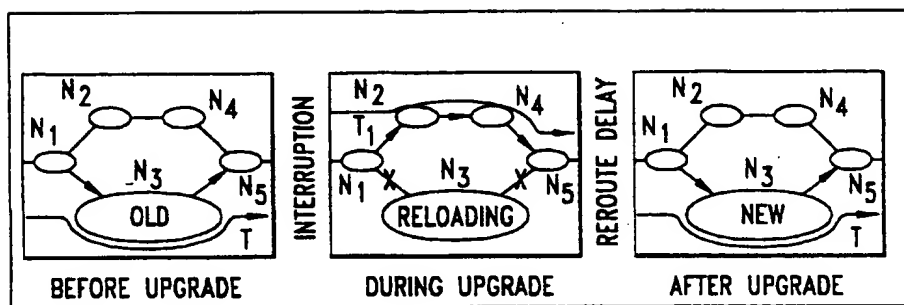 N2
N4
N1
N3
N5
OLD
T
BEFORE UPGRADE
INTERRUPTION
N2
N4
T1
N1
N3
N5
X
X
RELOADING
DURING UPGRADE
REROUTE DELAY
N2
N4
N1
N3
N5
NEW
T
AFTER UPGRADE